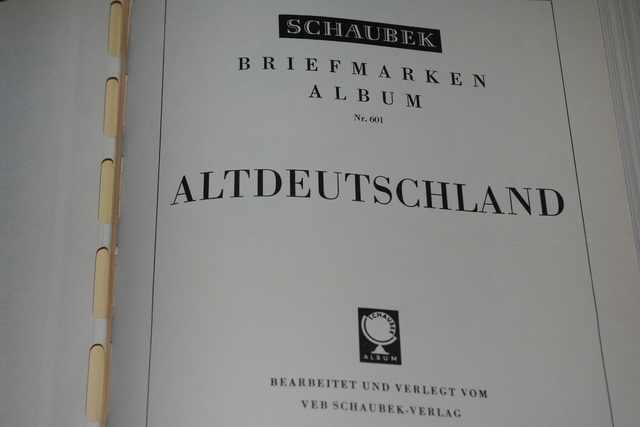 SCHAUBEK
BRIEFMARKEN
ALBUM
Nr. 601
ALTDEUTSCHLAND
SCHAUBEK
ALBUM
BEARBEITET UND VERLEGT VOM
VEB SCHAUBEK-VERLAG